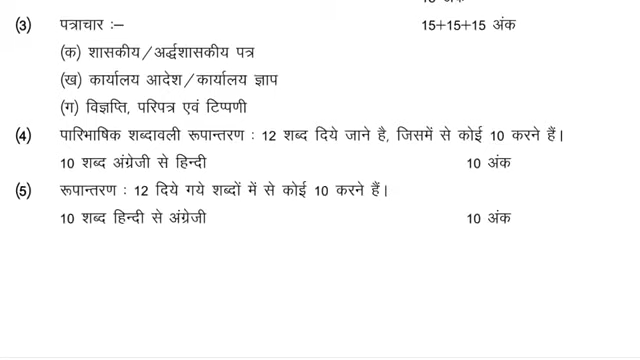 (3) पत्राचार :– 15+15+15 अंक
(क) शासकीय/अर्द्धशासकीय पत्र
(ख) कार्यालय आदेश/कार्यालय ज्ञाप
(ग) विज्ञप्ति, परिपत्र एवं टिप्पणी
(4) पारिभाषिक शब्दावली रूपान्तरण : 12 शब्द दिये जाने है, जिसमें से कोई 10 करने हैं।
10 शब्द अंग्रेजी से हिन्दी 10 अंक
(5) रूपान्तरण : 12 दिये गये शब्दों में से कोई 10 करने हैं।
10 शब्द हिन्दी से अंग्रेजी 10 अंक